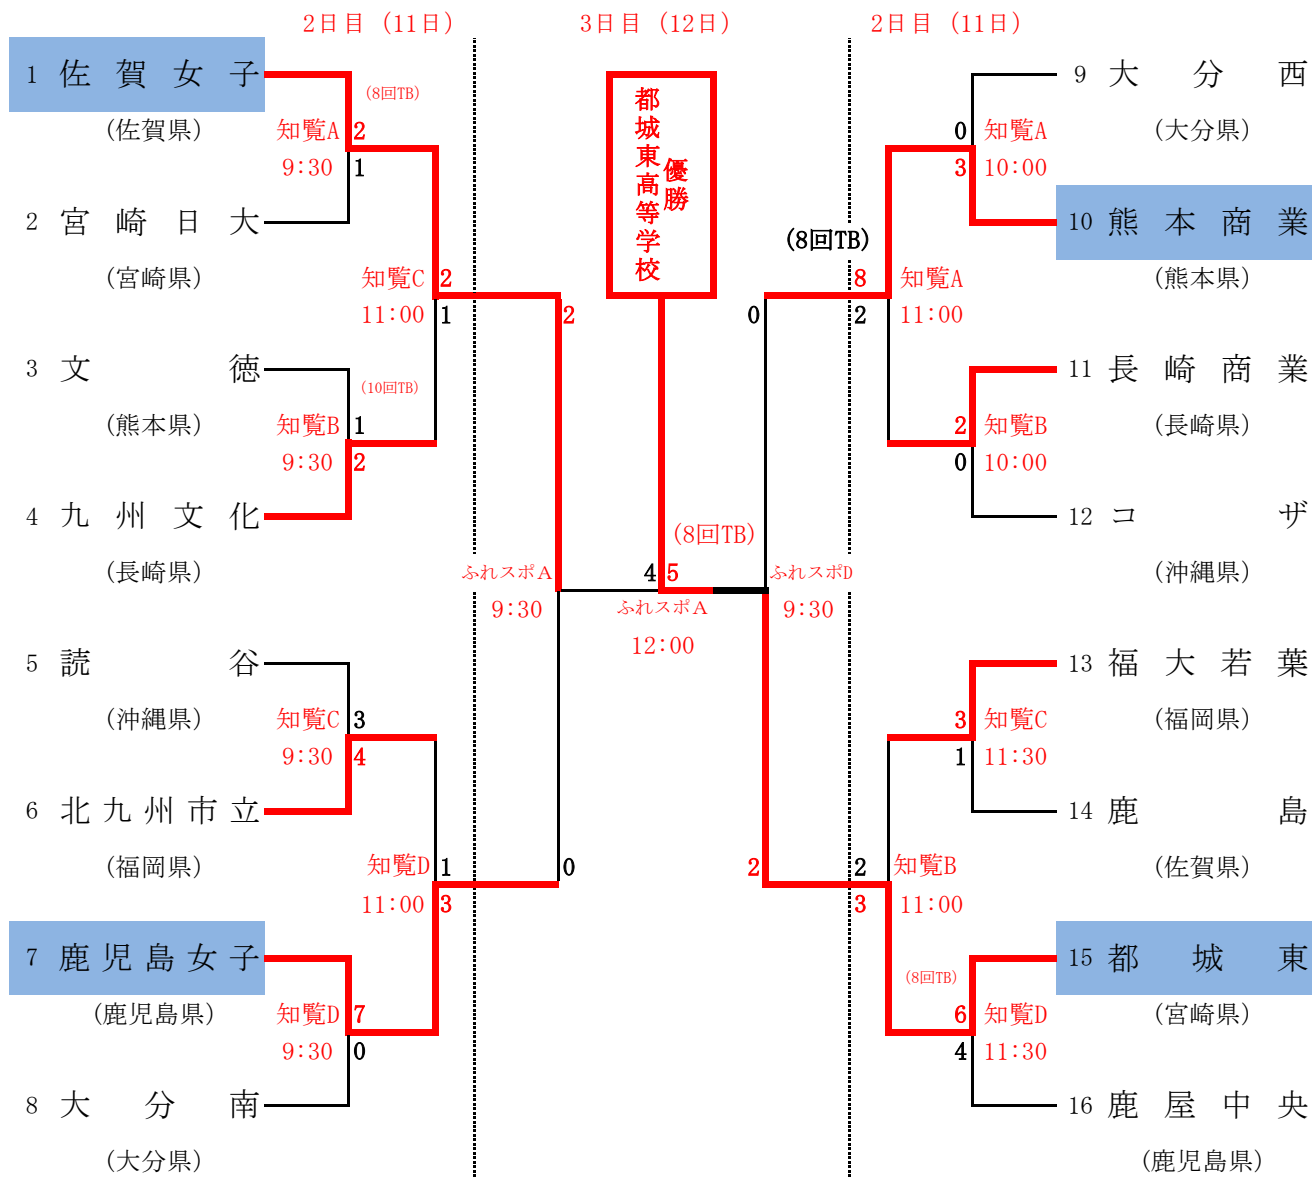 2日目 (11日)
3日目 (12日)
2日目 (11日)
都城東高等学校
優勝
1 佐賀女子
(佐賀県)
(8回TB)
知覧A 2
9:30 1
2 宮崎日大
(宮崎県)
知覧C 2
11:00 1
3 文徳
(熊本県)
(10回TB)
知覧B 1
9:30 2
4 九州文化
(長崎県)
2
ふれスポA
9:30
5 読谷
(沖縄県)
知覧C 3
9:30 4
6 北九州市立
(福岡県)
知覧D 1
11:00 3
0
7 鹿児島女子
(鹿児島県)
知覧D 7
9:30 0
8 大分南
(大分県)
(8回TB)
4 5
ふれスポA
12:00
9 大分西
(大分県)
0 知覧A
3 10:00
10 熊本商業
(熊本県)
(8回TB)
8 知覧A
2 11:00
0
11 長崎商業
(長崎県)
2 知覧B
0 10:00
12 コザ
(沖縄県)
ふれスポD
9:30
13 福大若葉
(福岡県)
3 知覧C
1 11:30
14 鹿島
(佐賀県)
2
2 知覧B
3 11:00
15 都城東
(宮崎県)
(8回TB)
6 知覧D
4 11:30
16 鹿屋中央
(鹿児島県)